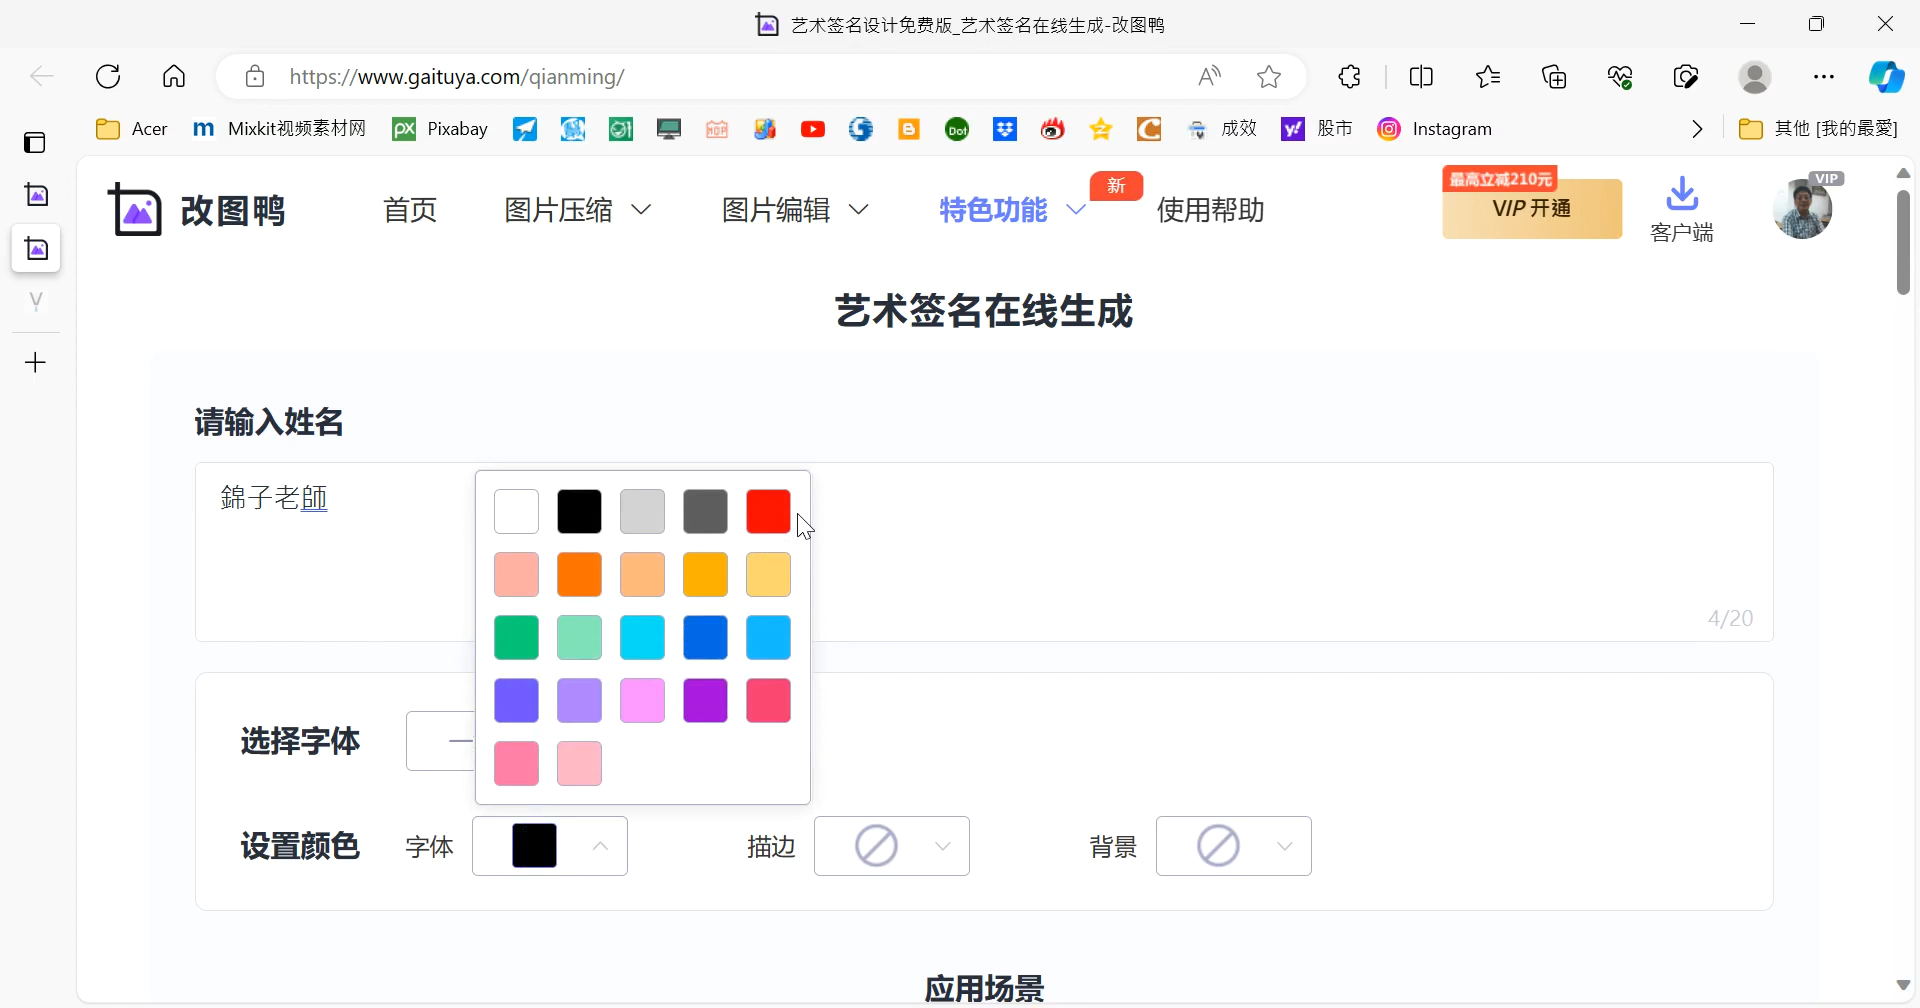 艺术签名设计免费版_艺术签名在线生成-改图鸭
https://www.gaituya.com/qianming/
Acer
Mixkit视频素材网
Pixabay
成效
股市
Instagram
其他 [我的最愛]
改图鸭
首页
图片压缩
图片编辑
特色功能
新
使用帮助
最高立减210元
VIP 开通
客户端
VIP
艺术签名在线生成
请输入姓名
錦子老師
4/20
选择字体
设置颜色
字体
描边
背景
应用场景